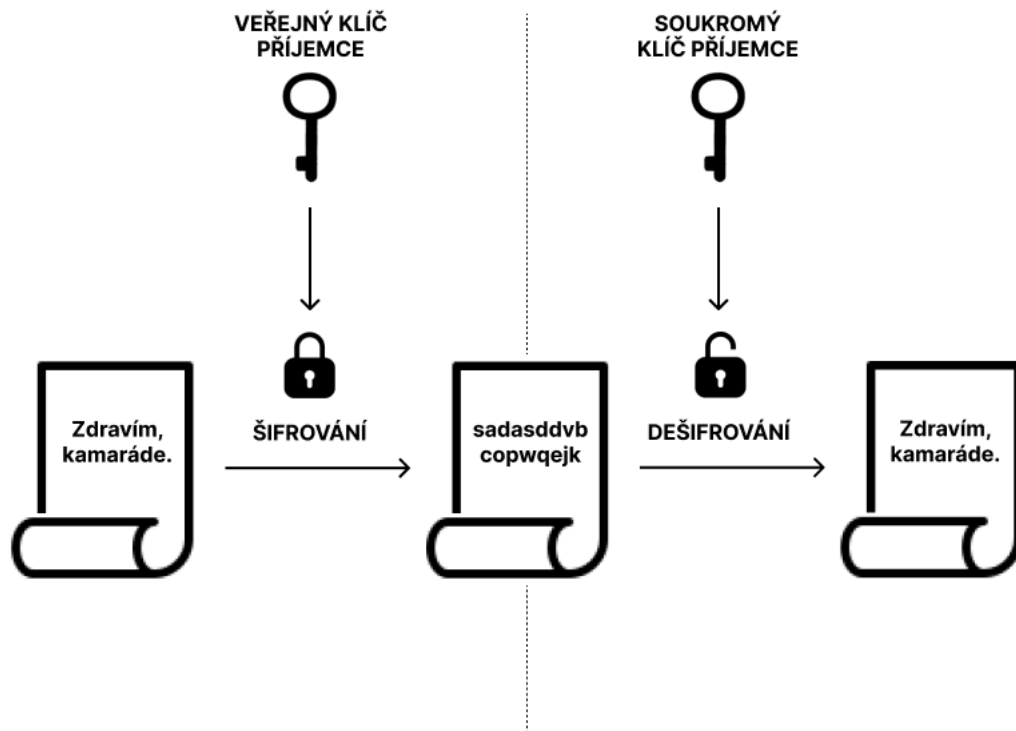 VEŘEJNÝ KLÍČ
PŘÍJEMCE
SOUKROMÝ
KLÍČ PŘÍJEMCE
Zdravím,
kamaráde.
ŠIFROVÁNÍ
sadasddvb
copwqejk
DEŠIFROVÁNÍ
Zdravím,
kamaráde.